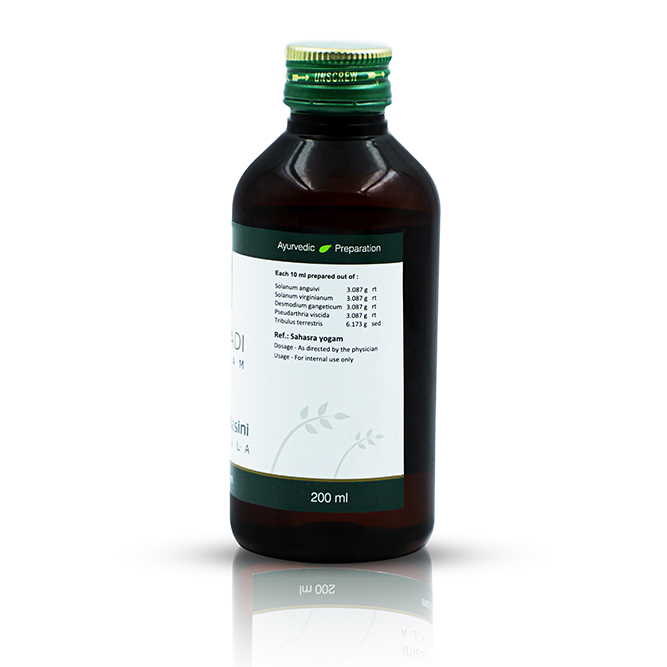 UNSCREW
Ayurvedic Preparation
Each 10 ml prepared out of :
Solanum anguivi 3.087 g rt
Solanum virginianum 3.087 g rt
Desmodium gangeticum 3.087 g rt
Pseudarthria viscida 3.087 g rt
Tribulus terrestris 6.173 g sed
Ref.: Sahasra yogam
Dosage - As directed by the physician
Usage - For internal use only
ADI
A M
sini
A L A
200 ml